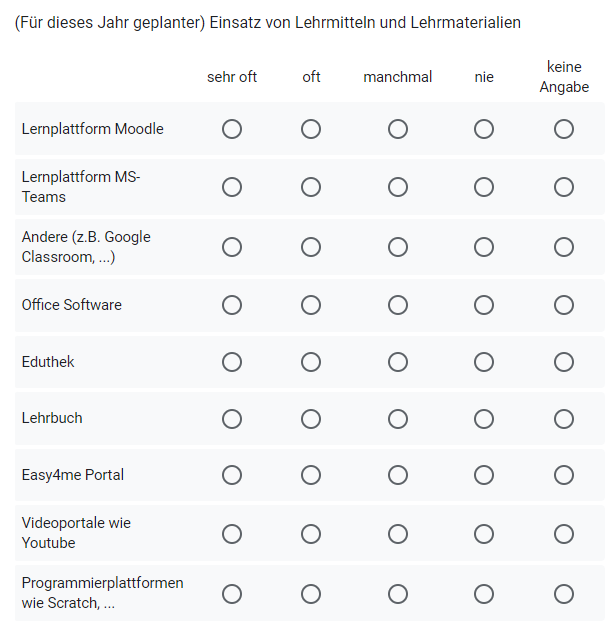 (Für dieses Jahr geplanter) Einsatz von Lehrmitteln und Lehrmaterialien
sehr oft oft manchmal nie keine Angabe
Lernplattform Moodle
Lernplattform MS-
Teams
Andere (z.B. Google
Classroom, ...)
Office Software
Eduthek
Lehrbuch
Easy4me Portal
Videoportale wie
Youtube
Programmierplattformen
wie Scratch, ...